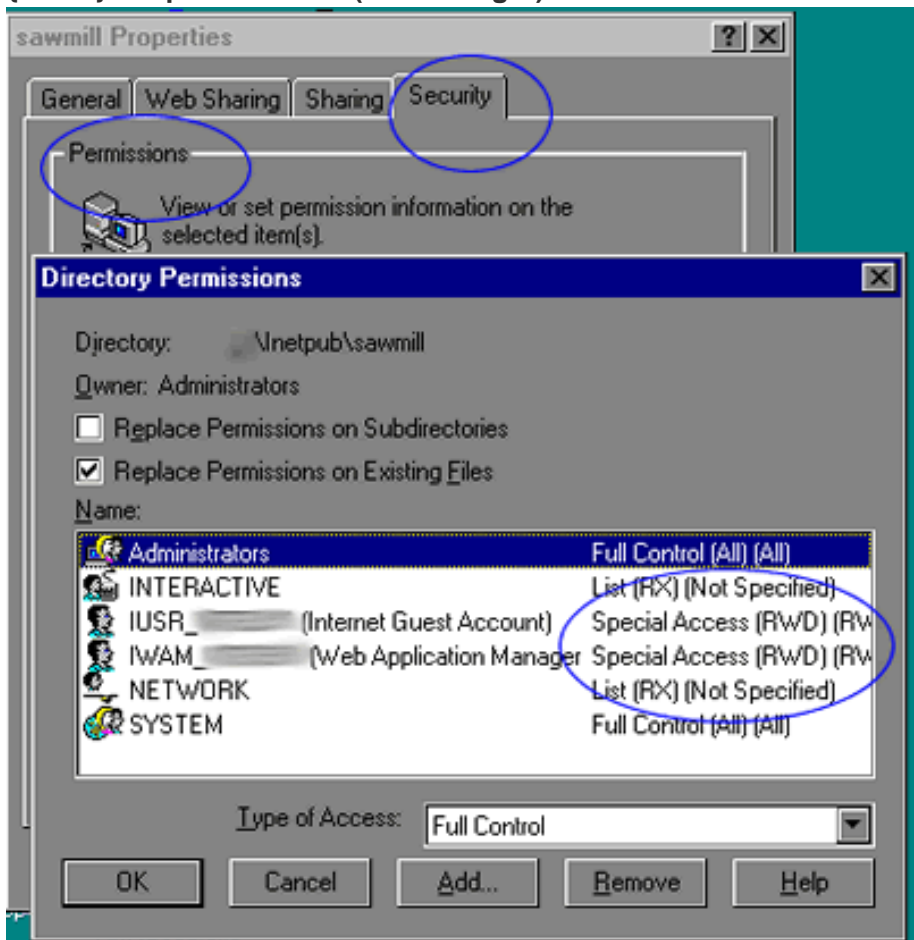 sawmill Properties
General Web Sharing Sharing Security
Permissions
View or set permission information on the
selected item(s).
Directory Permissions
Directory: \Inetpub\sawmill
Owner: Administrators
Replace Permissions on Subdirectories
Replace Permissions on Existing Files
Name:
Administrators Full Control (All) (All)
INTERACTIVE List (RX) (Not Specified)
IUSR_ (Internet Guest Account) Special Access (RWD) (RW
IWAM_ (Web Application Manager Special Access (RWD) (RW
NETWORK List (RX) (Not Specified)
SYSTEM Full Control (All) (All)
Type of Access: Full Control
OK Cancel Add... Remove Help